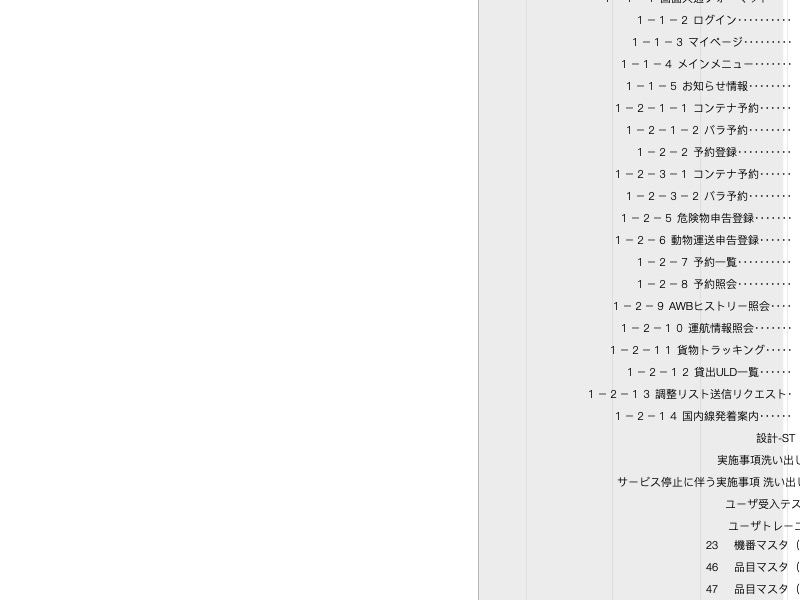 １－１－２ ログイン･････････
１－１－３ マイページ････････
１－１－４ メインメニュー･･････
１－１－５ お知らせ情報･･･････
１－２－１－１ コンテナ予約･････
１－２－１－２ バラ予約･･･････
１－２－２ 予約登録･････････
１－２－３－１ コンテナ予約･････
１－２－３－２ バラ予約･･･････
１－２－５ 危険物申告登録･･････
１－２－６ 動物運送申告登録･････
１－２－７ 予約一覧･････････
１－２－８ 予約照会･････････
１－２－９ AWBヒストリー照会････
１－２－１０ 運航情報照会･･････
１－２－１１ 貨物トラッキング････
１－２－１２ 貸出ULD一覧･････
１－２－１３ 調整リスト送信リクエスト･
１－２－１４ 国内線発着案内･････
設計-ST
実施事項洗い出し
サービス停止に伴う実施事項 洗い出し
ユーザ受入テス
ユーザトレーニ
23 機番マスタ（
46 品目マスタ（
47 品目マスタ（